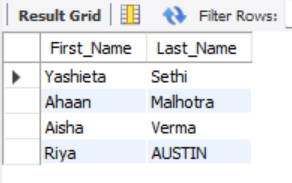 Result Grid Filter Rows:
First_Name Last_Name
Yashieta Sethi
Ahaan Malhotra
Aisha Verma
Riya AUSTIN